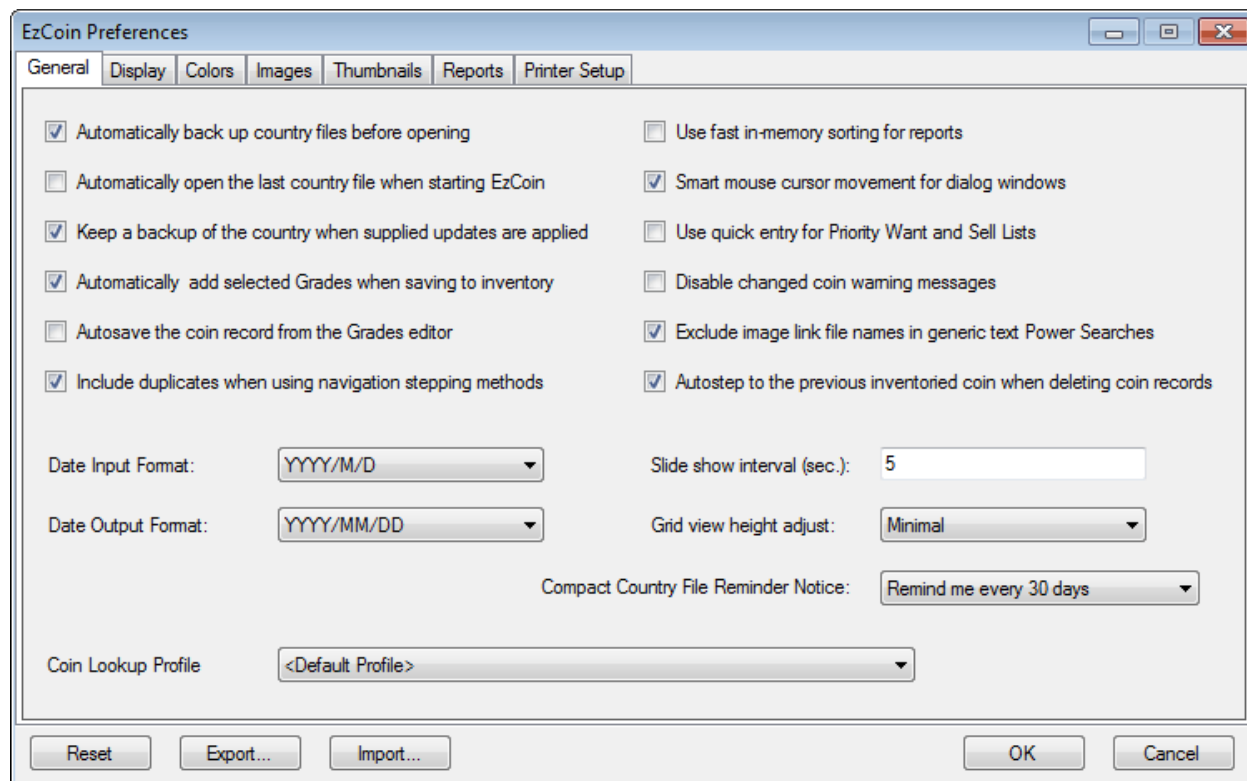 EzCoin Preferences
General Display Colors Images Thumbnails Reports Printer Setup
Automatically back up country files before opening
Use fast in-memory sorting for reports
Automatically open the last country file when starting EzCoin
Smart mouse cursor movement for dialog windows
Keep a backup of the country when supplied updates are applied
Use quick entry for Priority Want and Sell Lists
Automatically  add selected Grades when saving to inventory
Disable changed coin warning messages
Autosave the coin record from the Grades editor
Exclude image link file names in generic text Power Searches
Include duplicates when using navigation stepping methods
Autostep to the previous inventoried coin when deleting coin records
Date Input Format: YYYY/M/D
Slide show interval (sec.): 5
Date Output Format: YYYY/MM/DD
Grid view height adjust: Minimal
Compact Country File Reminder Notice: Remind me every 30 days
Coin Lookup Profile <Default Profile>
Reset Export... Import... OK Cancel